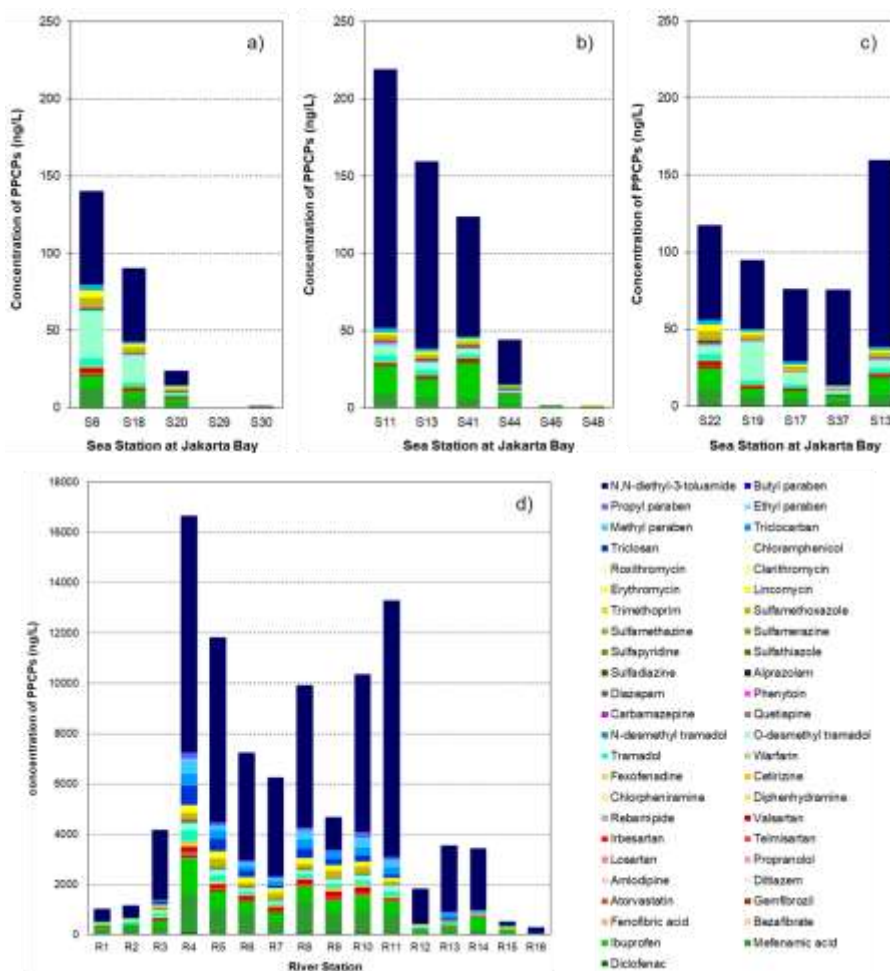 a)
Concentration of PPCPs (ng/L)
250
200
150
100
50
0
S6 S18 S20 S29 S30
Sea Station at Jakarta Bay
b)
Concentration of PPCPs (ng/L)
250
200
150
100
50
0
S11 S13 S41 S44 S46 S48
Sea Station at Jakarta Bay
c)
Concentration of PPCPs (ng/L)
250
200
150
100
50
0
S22 S19 S17 S37 S13
Sea Station at Jakarta Bay
d)
concentration of PPCPs (ng/L)
18000
16000
14000
12000
10000
8000
6000
4000
2000
0
R1 R2 R3 R4 R5 R6 R7 R8 R9 R10 R11 R12 R13 R14 R15 R16
River Station
N,N-diethyl-3-toluamide Butyl paraben
Propyl paraben Ethyl paraben
Methyl paraben Triclocarban
Triclosan Chloramphenicol
Roxithromycin Clarithromycin
Erythromycin Lincomycin
Trimethoprim Sulfamethoxazole
Sulfamethazine Sulfamerazine
Sulfapyridine Sulfathiazole
Sulfadiazine Alprazolam
Diazepam Phenytoin
Carbamazepine Quetiapine
N-desmethyl tramadol O-desmethyl tramadol
Tramadol Warfarin
Fexofenadine Cetirizine
Chlorpheniramine Diphenhydramine
Rebamipide Valsartan
Irbesartan Telmisartan
Losartan Propranolol
Amlodipine Diltiazem
Atorvastatin Gemfibrozil
Fenofibric acid Bezafibrate
Ibuprofen Mefenamic acid
Diclofenac